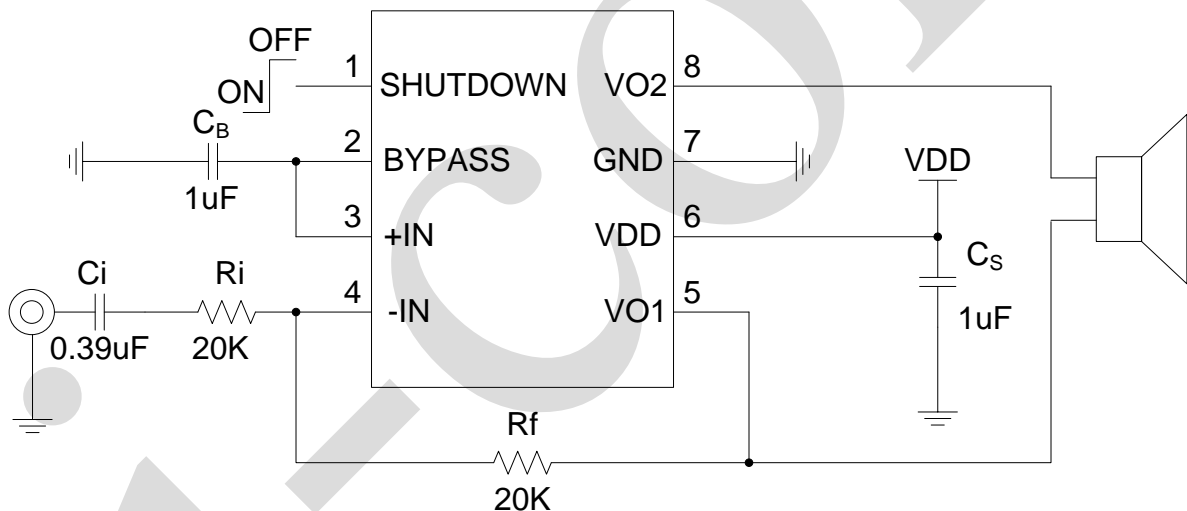 OFF
ON
1
SHUTDOWN
VO2
8
CB
1uF
2
BYPASS
GND
7
3
+IN
VDD
6
VDD
CS
1uF
Ci
0.39uF
Ri
20K
4
-IN
VO1
5
Rf
20K